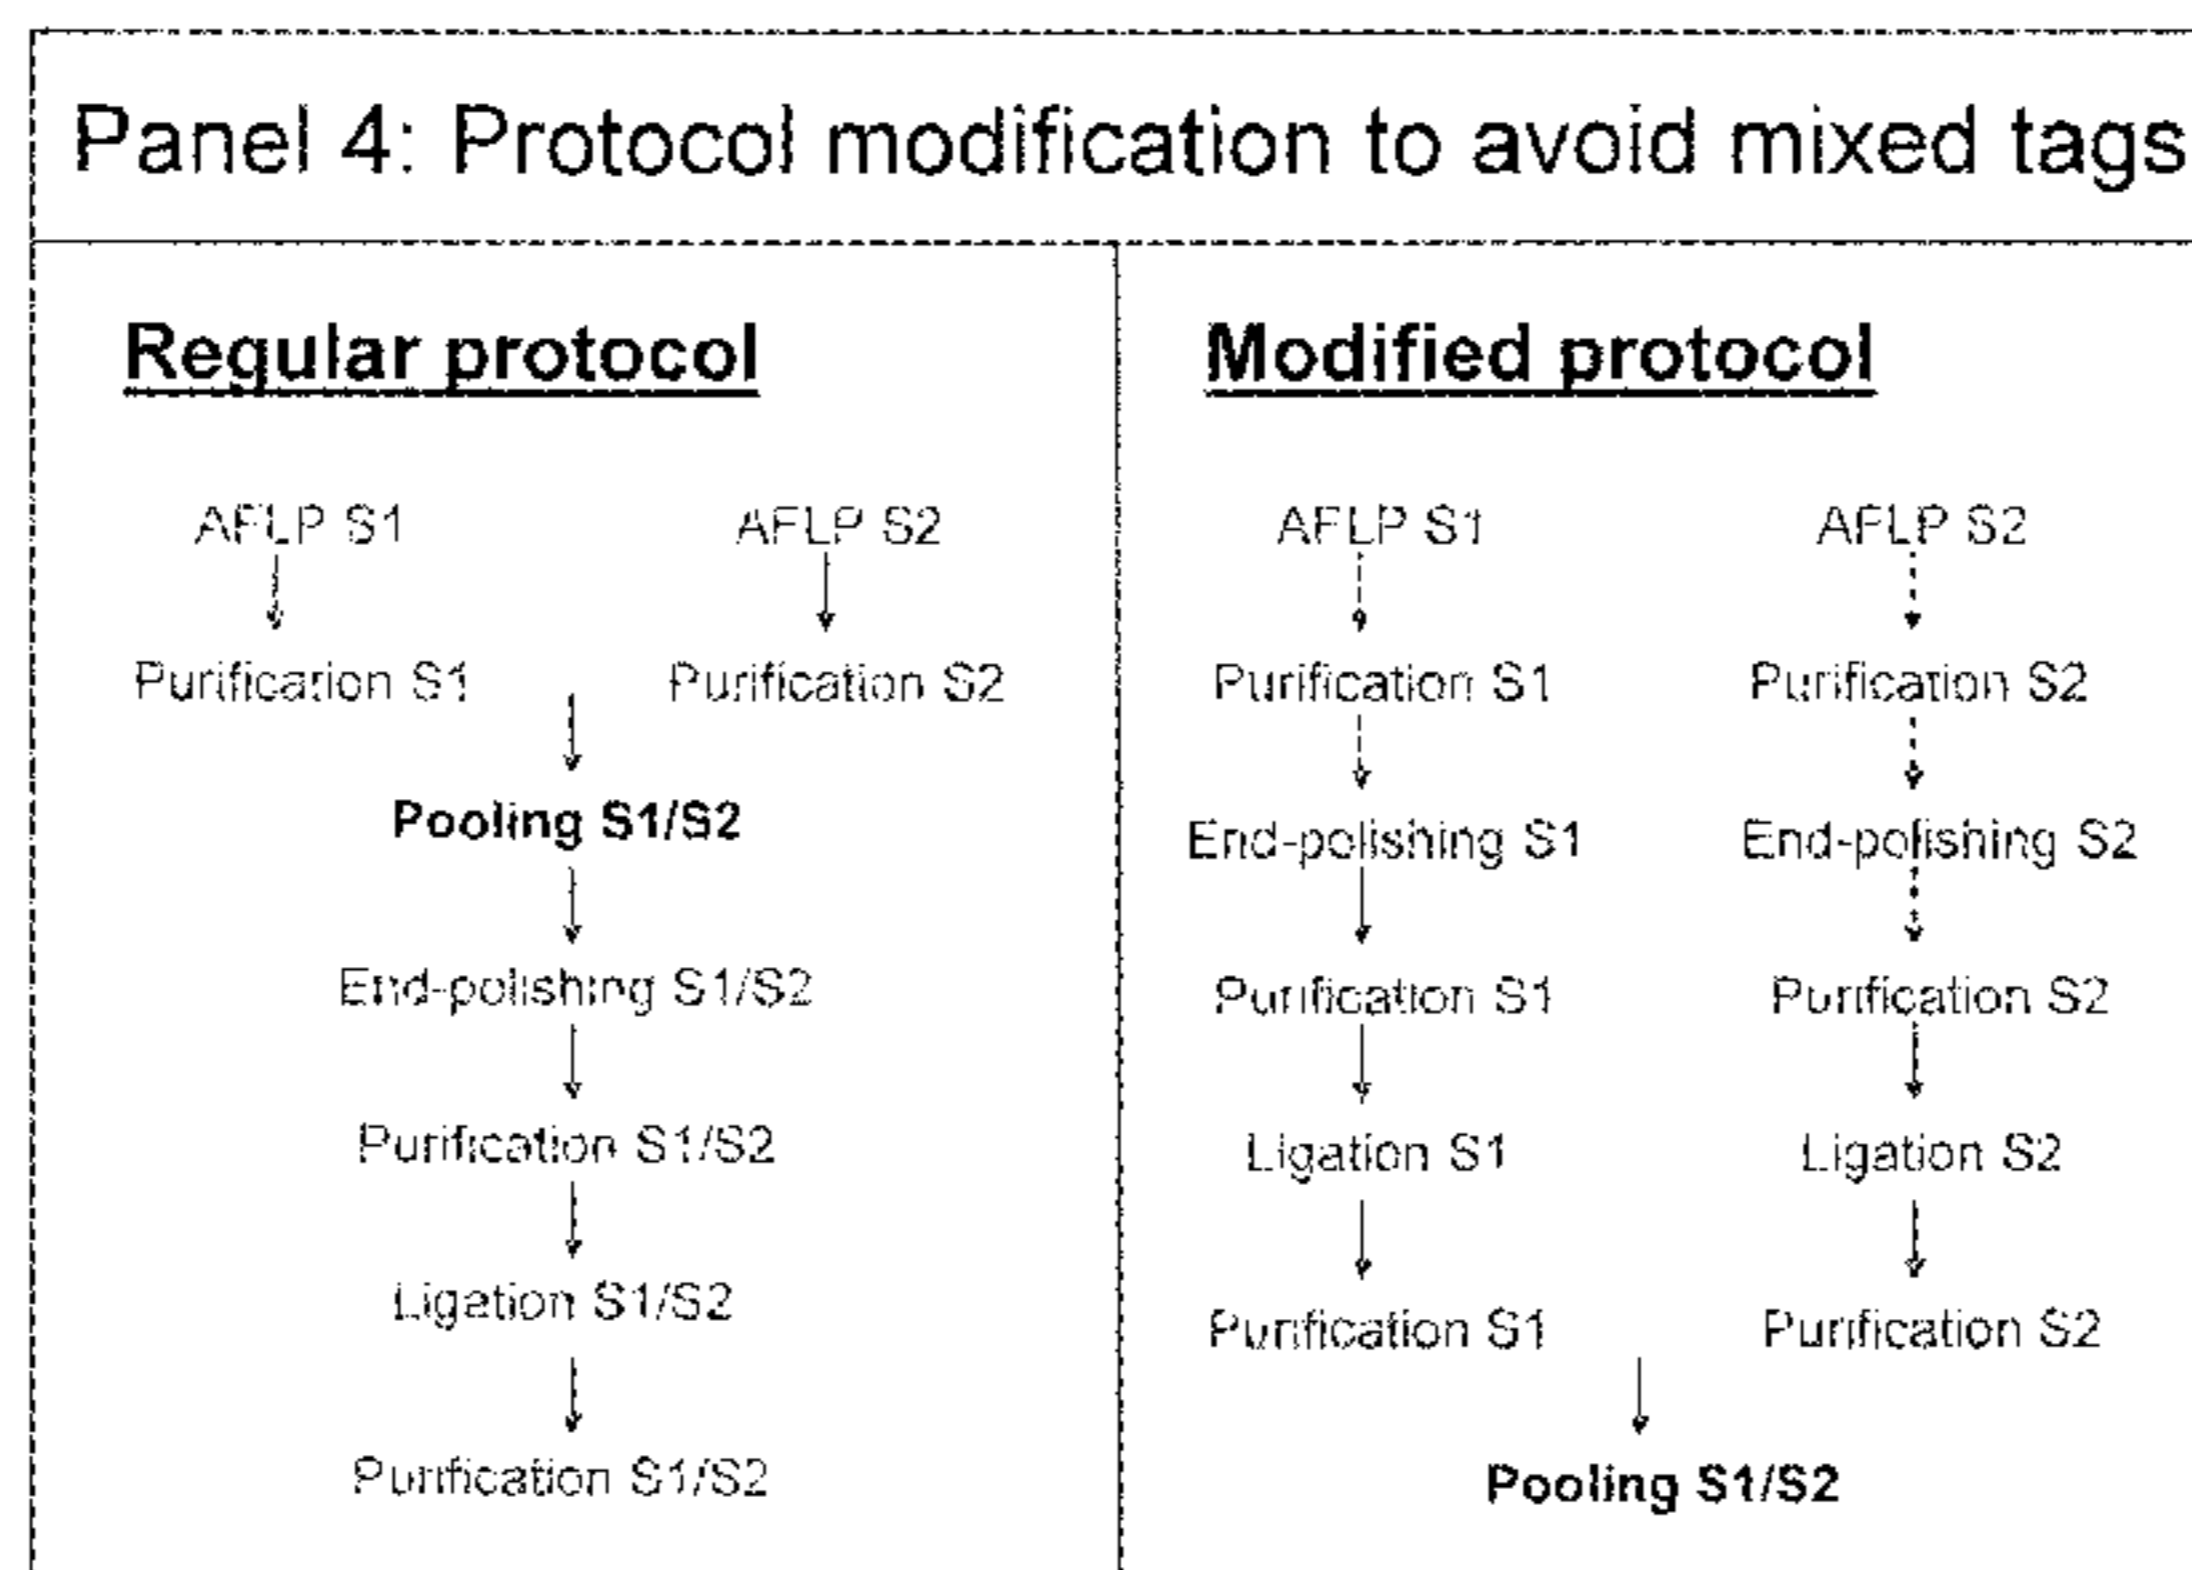 Panel 4: Protocol modification to avoid mixed tags
Regular protocol
AFLP S1 AFLP S2
Purification S1 Purification S2
Pooling S1/S2
End-polishing S1/S2
Purification S1/S2
Ligation S1/S2
Purification S1/S2
Modified protocol
AFLP S1 AFLP S2
Purification S1 Purification S2
End-polishing S1 End-polishing S2
Purification S1 Purification S2
Ligation S1 Ligation S2
Purification S1 Purification S2
Pooling S1/S2